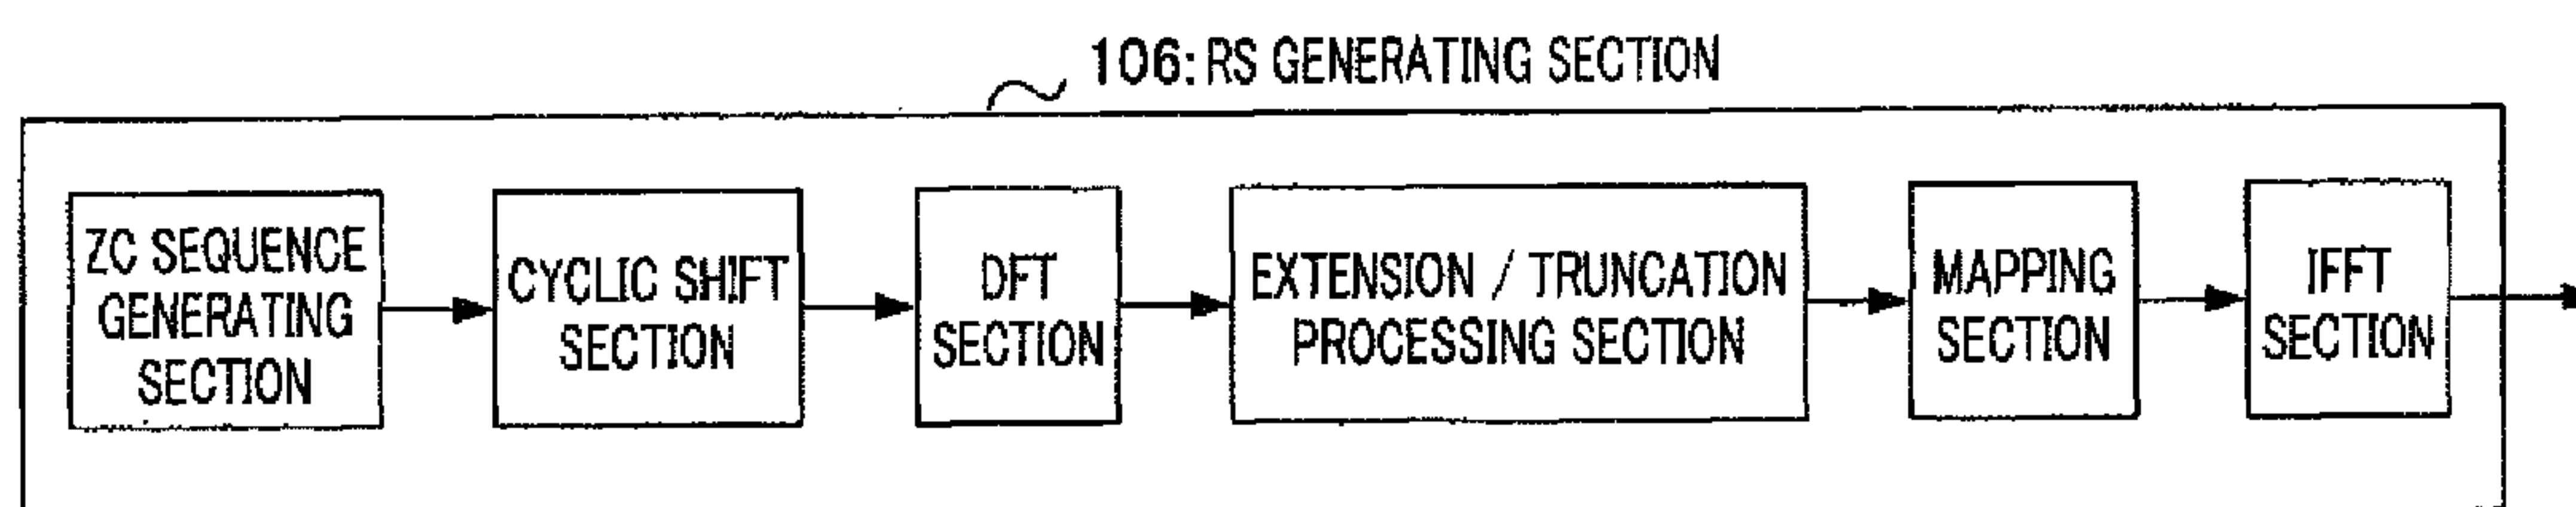 106: RS GENERATING SECTION
ZC SEQUENCE
GENERATING
SECTION
CYCLIC SHIFT
SECTION
DFT
SECTION
EXTENSION / TRUNCATION
PROCESSING SECTION
MAPPING
SECTION
IFFT
SECTION